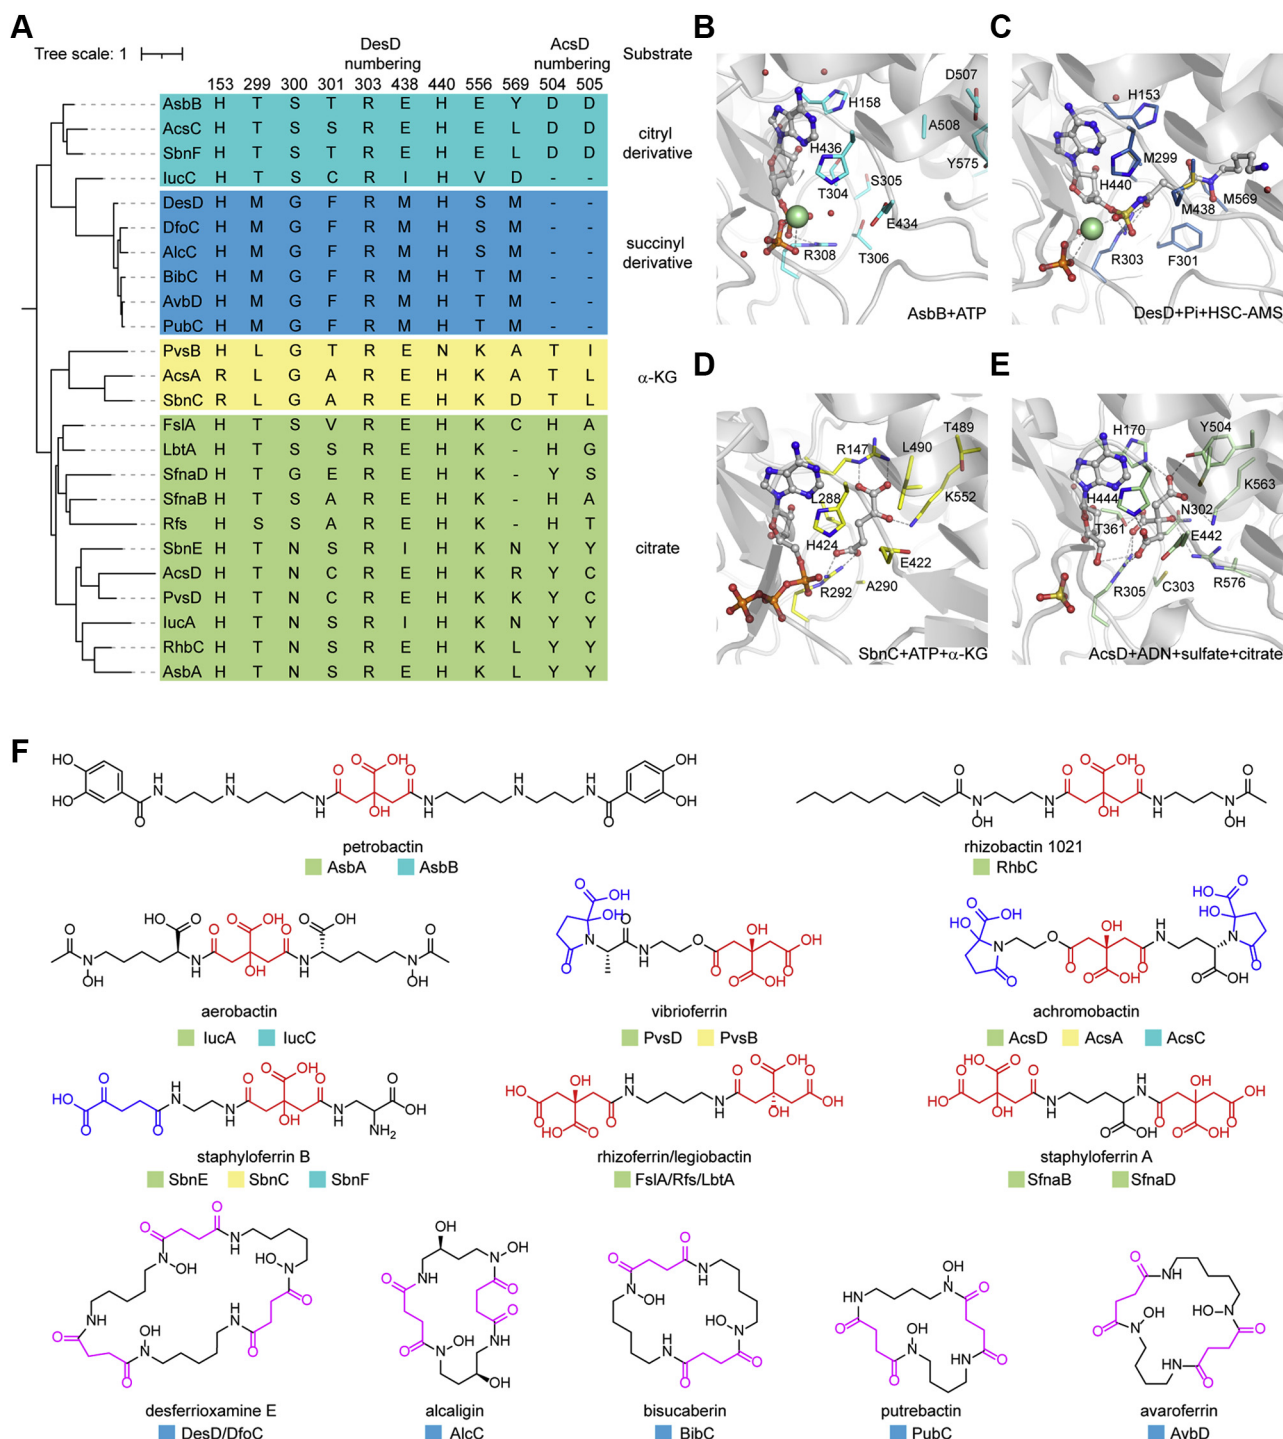 A
Tree scale: 1
DesD numbering
AcsD numbering
Substrate
153 299 300 301 303 438 440 556 569 504 505
AsbB H T S T R E H E Y D D
AcsC H T S S R E H E L D D
SbnF H T S T R E H E L D D
IucC H T S C R I H V D - -
citryl derivative
DesD H M G F R M H S M - -
DfoC H M G F R M H S M - -
AlcC H M G F R M H S M - -
BibC H M G F R M H T M - -
AvbD H M G F R M H T M - -
PubC H M G F R M H T M - -
succinyl derivative
PvsB H L G T R E N K A T I
AcsA R L G A R E H K A T L
SbnC R L G A R E H K D T L
α-KG
FslA H T S V R E H K C H A
LbtA H T S S R E H K - H G
SfnaD H T G E R E H K - Y S
SfnaB H T S A R E H K - H A
Rfs H S S A R E H K - H T
SbnE H T N S R I H K N Y Y
AcsD H T N C R E H K R Y C
PvsD H T N C R E H K K Y C
IucA H T N S R I H K N Y Y
RhbC H T N S R E H K L Y Y
AsbA H T N S R E H K L Y Y
citrate
B
D507
H158
A508
H436
Y575
T304
S305
E434
R308
T306
AsbB+ATP
C
H153
M299
H440
M438
M569
R303
F301
DesD+Pi+HSC-AMS
D
T489
R147
L490
L288
K552
H424
E422
R292
A290
SbnC+ATP+α-KG
E
H170
Y504
K563
H444
N302
T361
E442
R305
C303
R576
AcsD+ADN+sulfate+citrate
F
petrobactin
AsbA AsbB
rhizobactin 1021
RhbC
aerobactin
IucA IucC
vibrioferrin
PvsD PvsB
achromobactin
AcsD AcsA AcsC
staphyloferrin B
SbnE SbnC SbnF
rhizoferrin/legiobactin
FslA/Rfs/LbtA
staphyloferrin A
SfnaB SfnaD
desferrioxamine E
DesD/DfoC
alcaligin
AlcC
bisucaberin
BibC
putrebactin
PubC
avaroferrin
AvbD